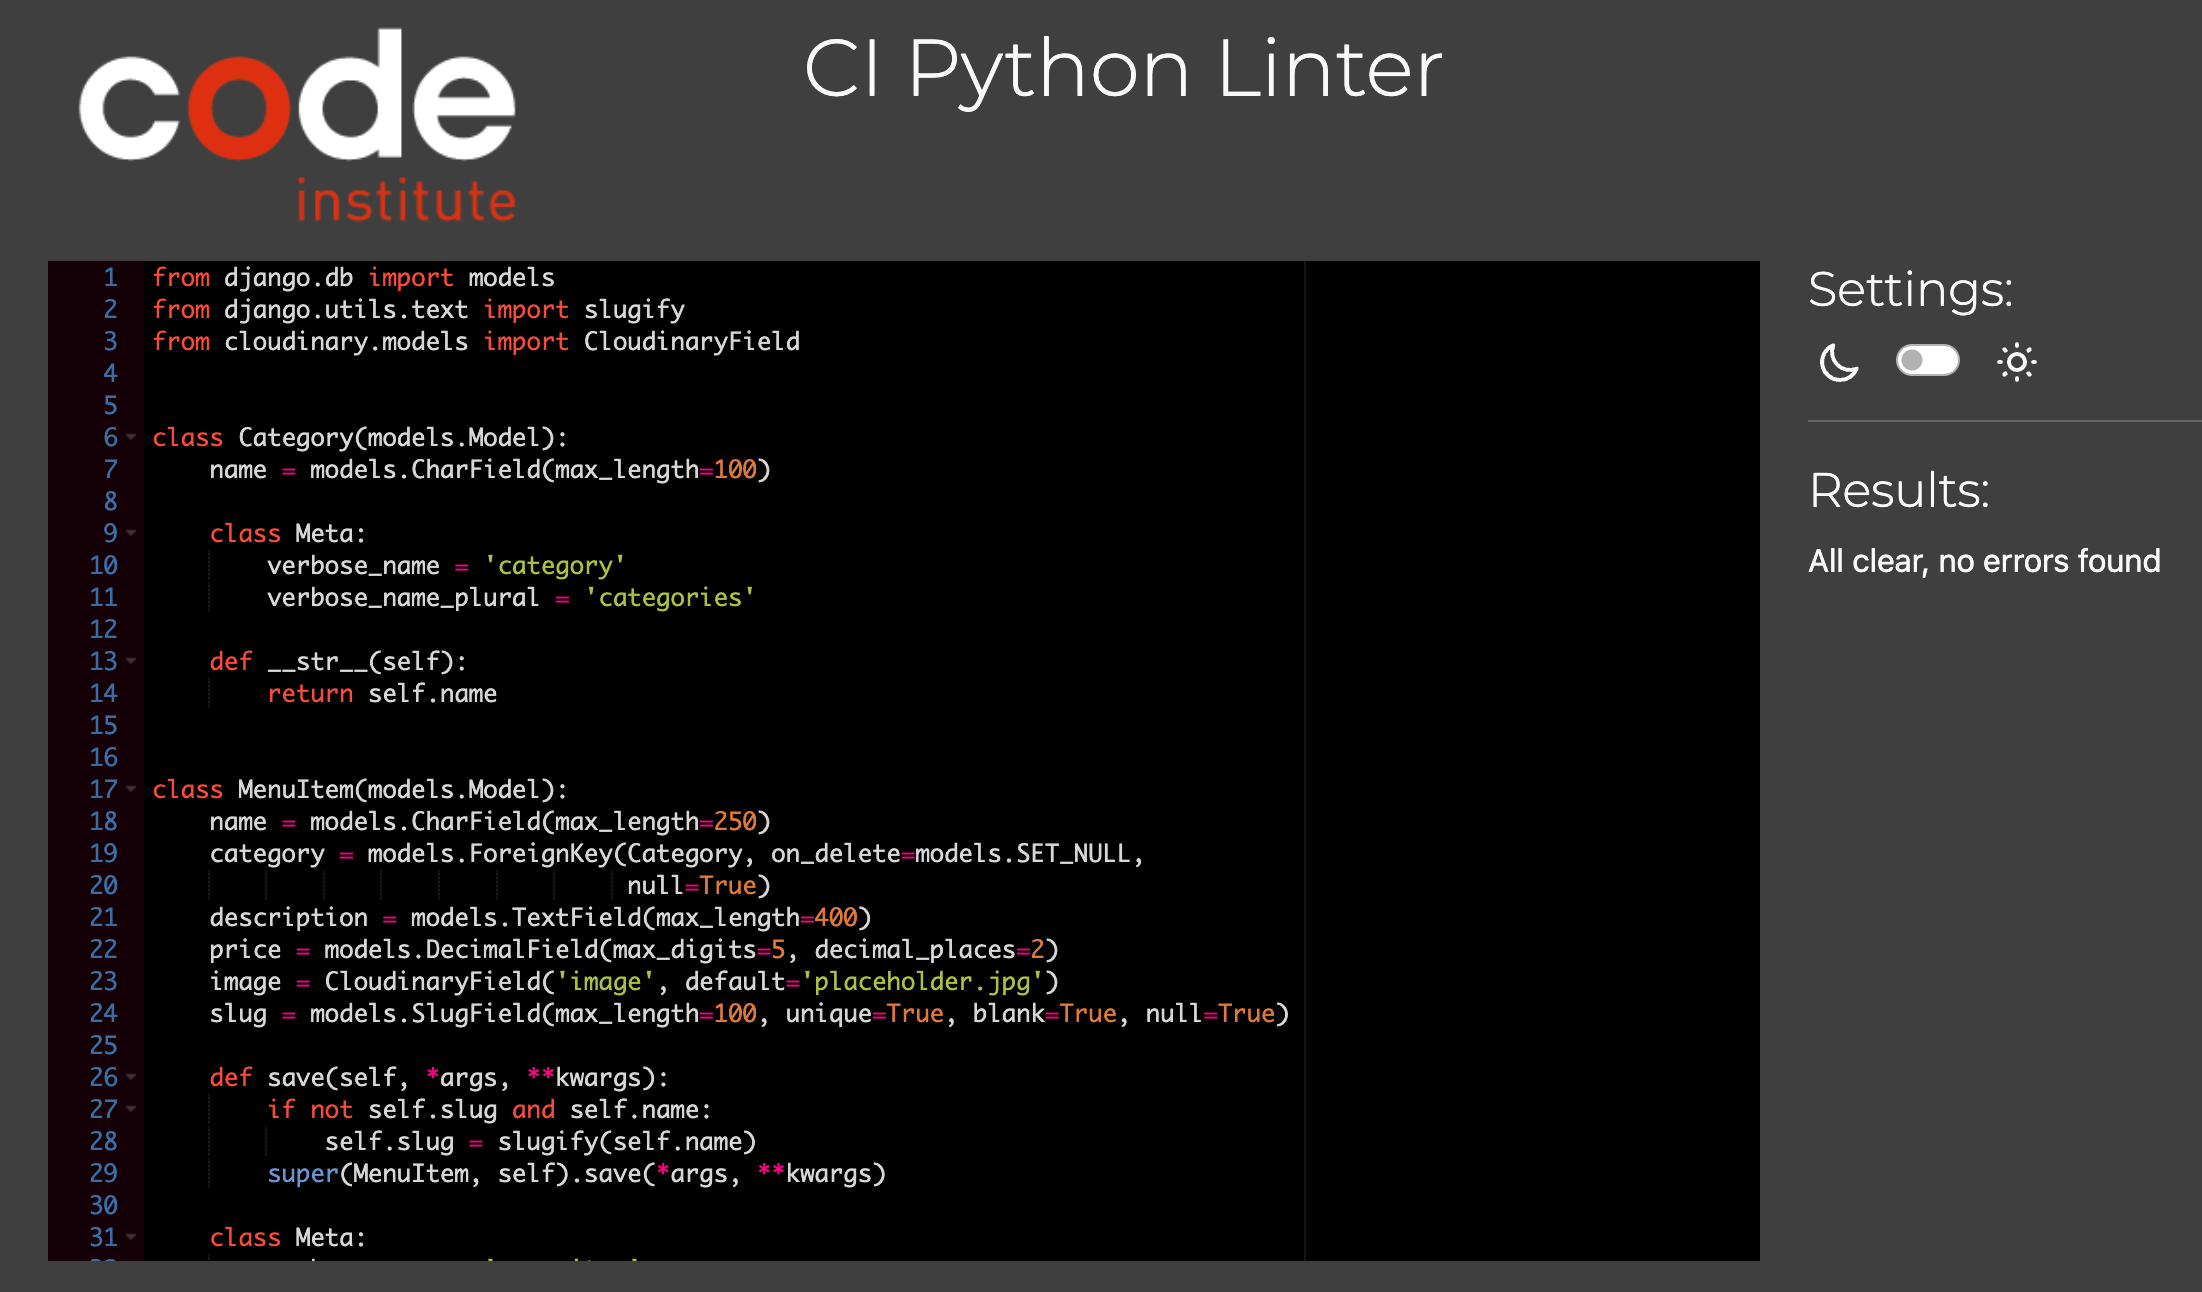 code
institute
CI Python Linter
1 from django.db import models
2 from django.utils.text import slugify
3 from cloudinary.models import CloudinaryField
4
5
6 class Category(models.Model):
7     name = models.CharField(max_length=100)
8
9     class Meta:
10         verbose_name = 'category'
11         verbose_name_plural = 'categories'
12
13     def __str__(self):
14         return self.name
15
16
17 class MenuItem(models.Model):
18     name = models.CharField(max_length=250)
19     category = models.ForeignKey(Category, on_delete=models.SET_NULL,
20                                  null=True)
21     description = models.TextField(max_length=400)
22     price = models.DecimalField(max_digits=5, decimal_places=2)
23     image = CloudinaryField('image', default='placeholder.jpg')
24     slug = models.SlugField(max_length=100, unique=True, blank=True, null=True)
25
26     def save(self, *args, **kwargs):
27         if not self.slug and self.name:
28             self.slug = slugify(self.name)
29         super(MenuItem, self).save(*args, **kwargs)
30
31     class Meta:
Settings:
Results:
All clear, no errors found